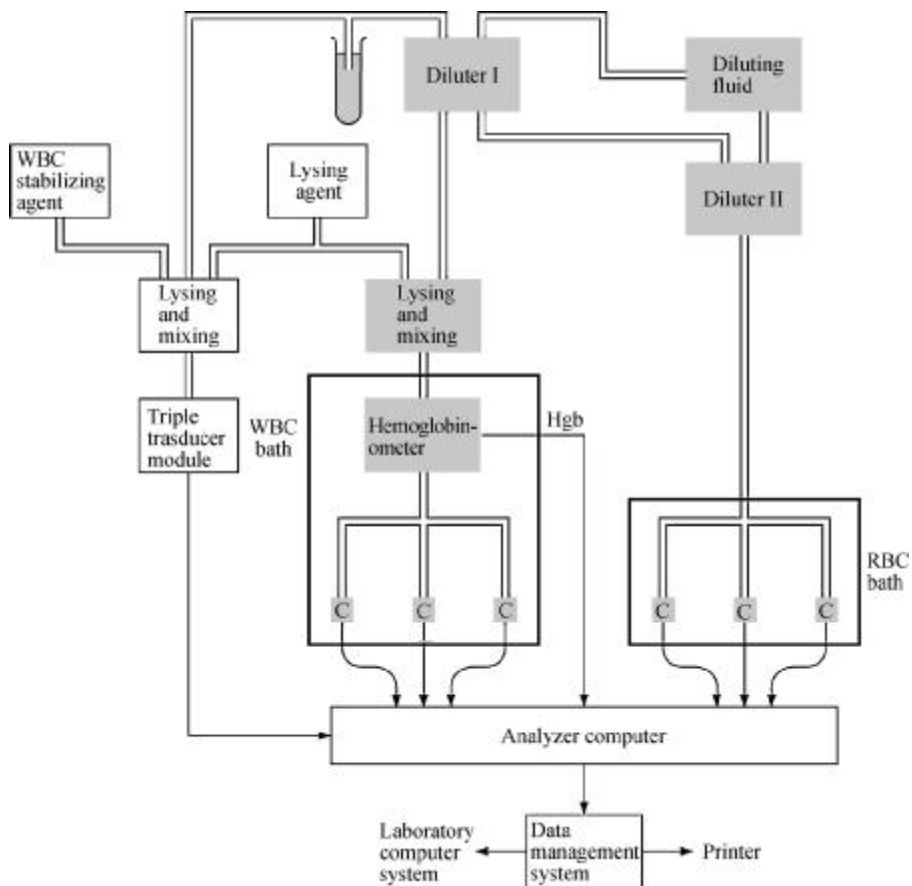 Diluter I
Diluting
fluid
WBC
stabilizing
agent
Lysing
agent
Diluter II
Lysing
and
mixing
Lysing
and
mixing
Triple
trasducer
module
WBC
bath
Hemoglobin-
ometer
Hgb
RBC
bath
C
C
C
C
C
C
Analyzer computer
Laboratory
computer
system
Data
management
system
Printer